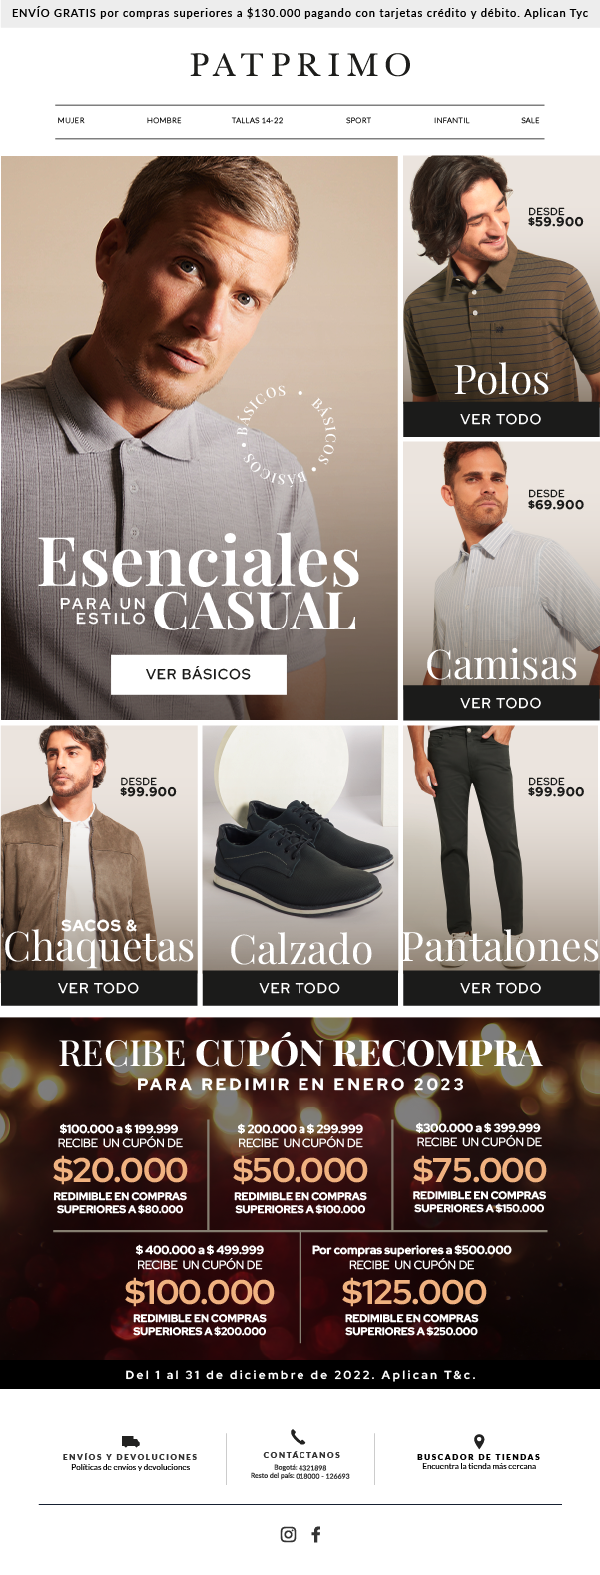 ENVÍO GRATIS por compras superiores a $130.000 pagando con tarjetas crédito y débito. Aplican Tyc
PATPRIMO
MUJER HOMBRE TALLAS 14-22 SPORT INFANTIL SALE
BÁSICOS • BÁSICOS • BÁSICOS •
Esenciales
PARA UN ESTILO CASUAL
VER BÁSICOS
DESDE
$59.900
Polos
VER TODO
DESDE
$69.900
Camisas
VER TODO
DESDE
$99.900
SACOS &
Chaquetas
VER TODO
Calzado
VER TODO
DESDE
$99.900
Pantalones
VER TODO
RECIBE CUPÓN RECOMPRA
PARA REDIMIR EN ENERO 2023
$100.000 a $ 199.999
RECIBE UN CUPÓN DE
$20.000
REDIMIBLE EN COMPRAS
SUPERIORES A $80.000
$ 200.000 a $ 299.999
RECIBE UN CUPÓN DE
$50.000
REDIMIBLE EN COMPRAS
SUPERIORES A $100.000
$300.000 a $ 399.999
RECIBE UN CUPÓN DE
$75.000
REDIMIBLE EN COMPRAS
SUPERIORES A $150.000
$ 400.000 a $ 499.999
RECIBE UN CUPÓN DE
$100.000
REDIMIBLE EN COMPRAS
SUPERIORES A $200.000
Por compras superiores a $500.000
RECIBE UN CUPÓN DE
$125.000
REDIMIBLE EN COMPRAS
SUPERIORES A $250.000
Del 1 al 31 de diciembre de 2022. Aplican T&c.
ENVÍOS Y DEVOLUCIONES
Políticas de envíos y devoluciones
CONTÁCTANOS
Bogotá: 4321898
Resto del país: 018000 - 126693
BUSCADOR DE TIENDAS
Encuentra la tienda más cercana